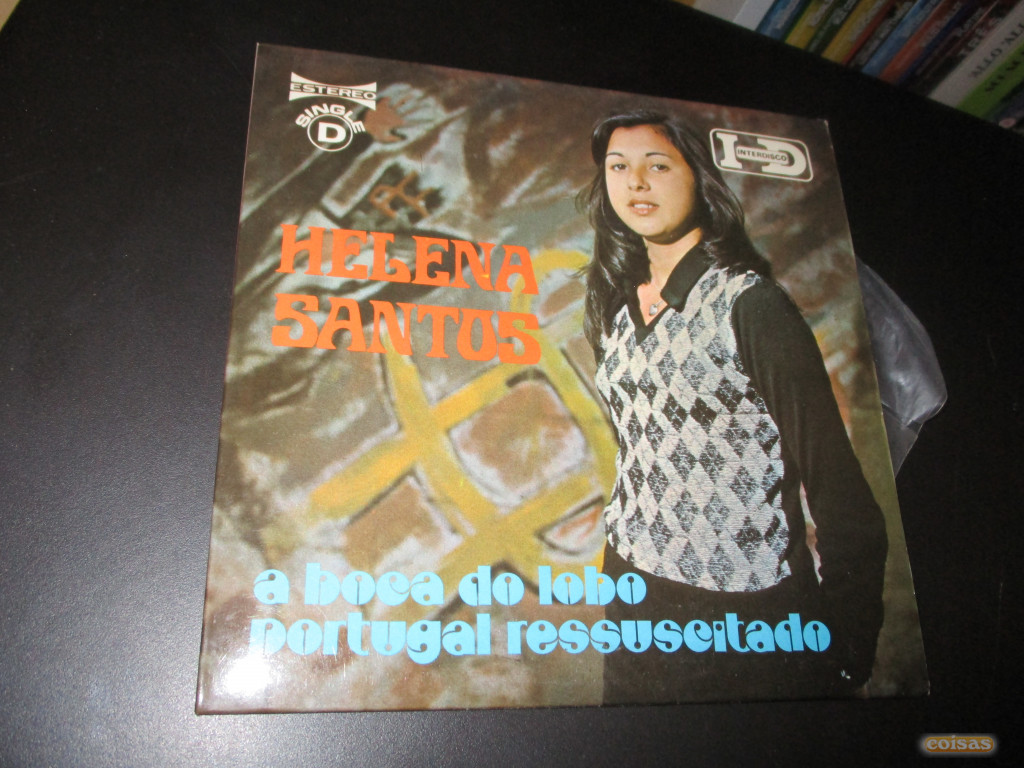 ESTEREO
SINGLE
D
INTERDISCO
HELENA
SANTOS
a boca do lobo
portugal ressuscitado
coisas